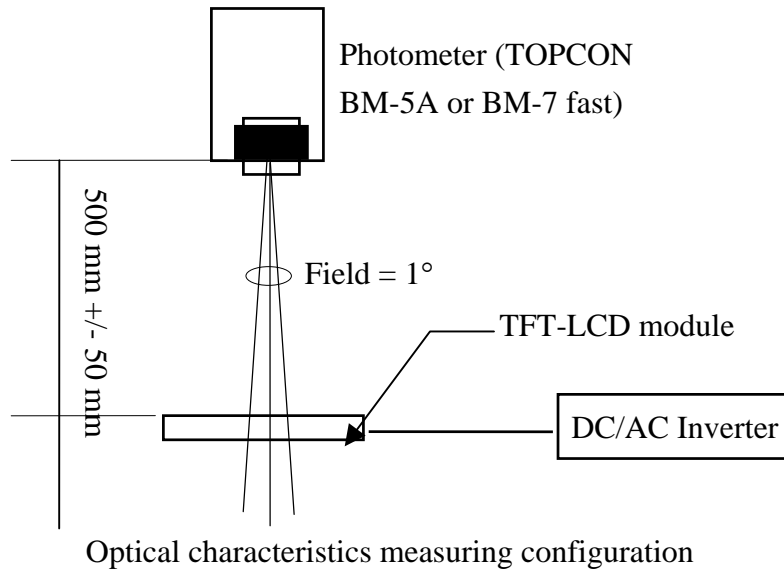 Photometer (TOPCON
BM-5A or BM-7 fast)
500 mm +/- 50 mm
Field = 1°
TFT-LCD module
DC/AC Inverter
Optical characteristics measuring configuration